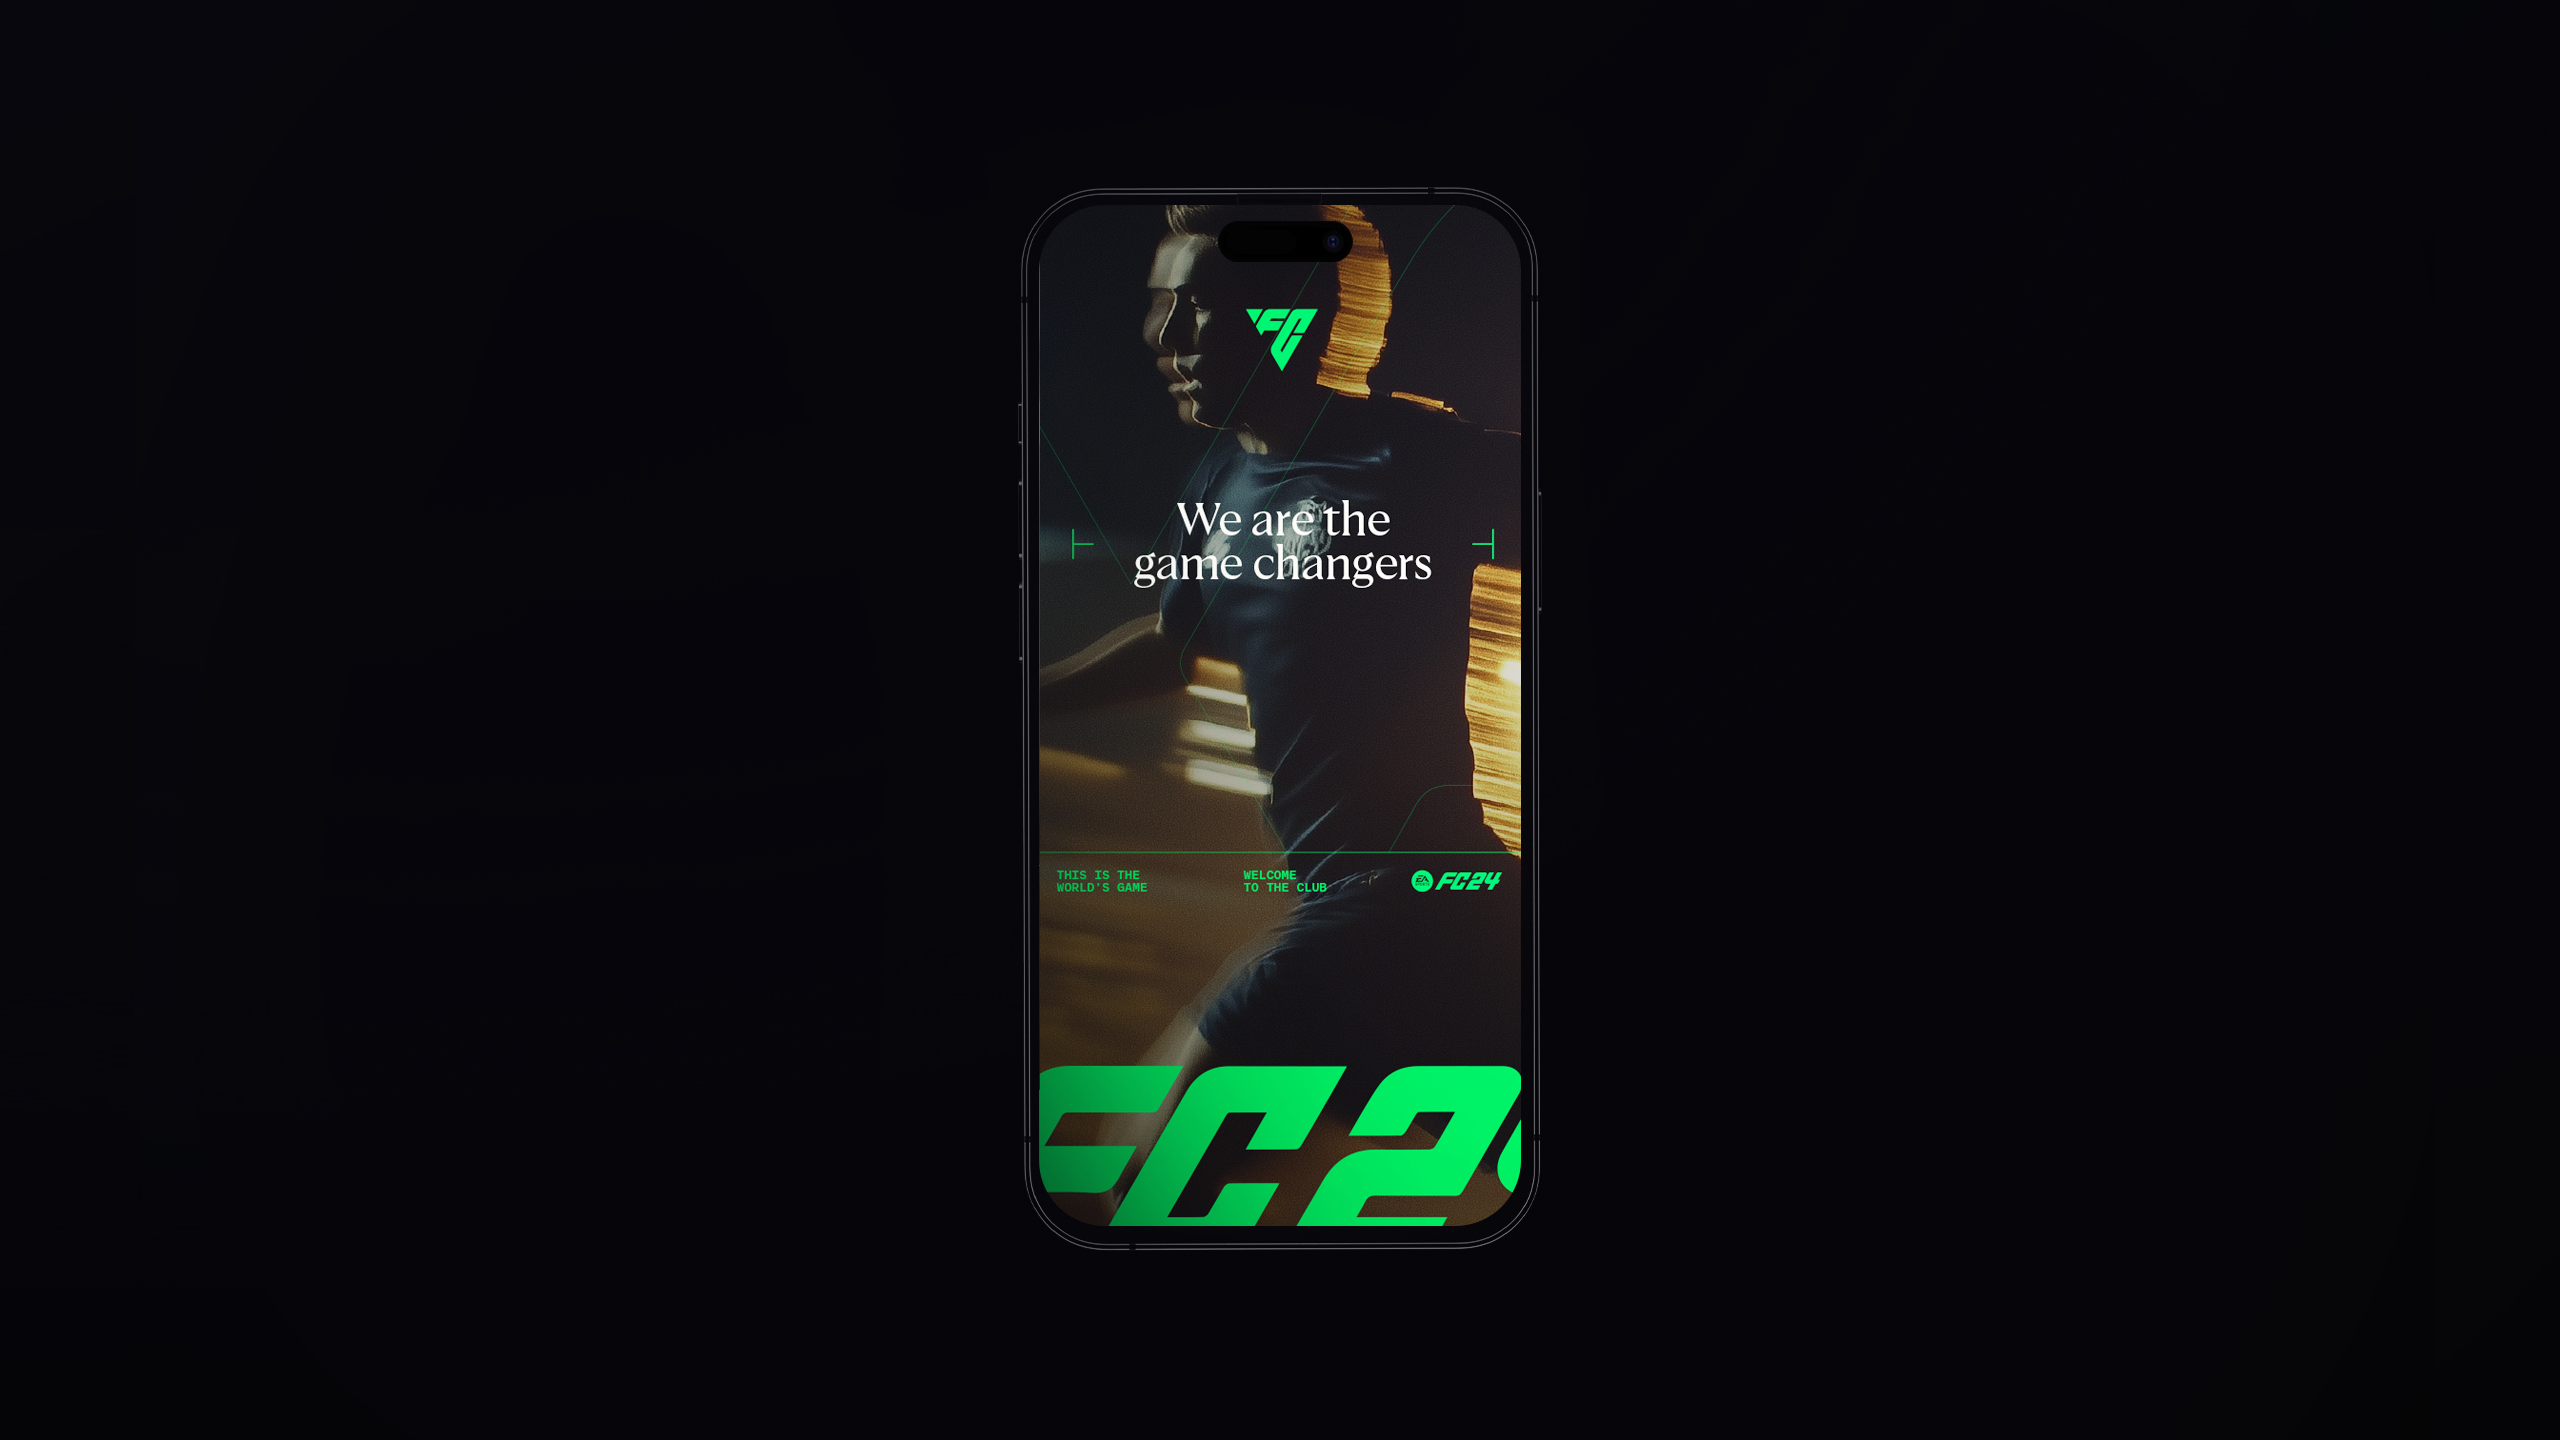 FC
We are the
game changers
THIS IS THE
WORLD'S GAME
WELCOME
TO THE CLUB
EA SPORTS FC24
FC2